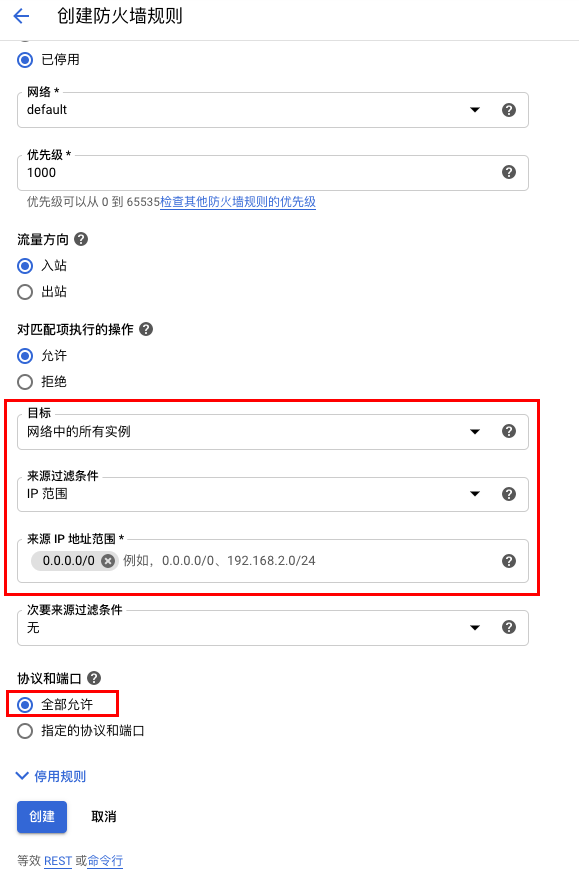 创建防火墙规则
已停用
网络 *
default
优先级 *
1000
优先级可以从 0 到 65535检查其他防火墙规则的优先级
流量方向
入站
出站
对匹配项执行的操作
允许
拒绝
目标
网络中的所有实例
来源过滤条件
IP 范围
来源 IP 地址范围 *
0.0.0.0/0 例如，0.0.0.0/0、192.168.2.0/24
次要来源过滤条件
无
协议和端口
全部允许
指定的协议和端口
停用规则
创建 取消
等效 REST 或命令行